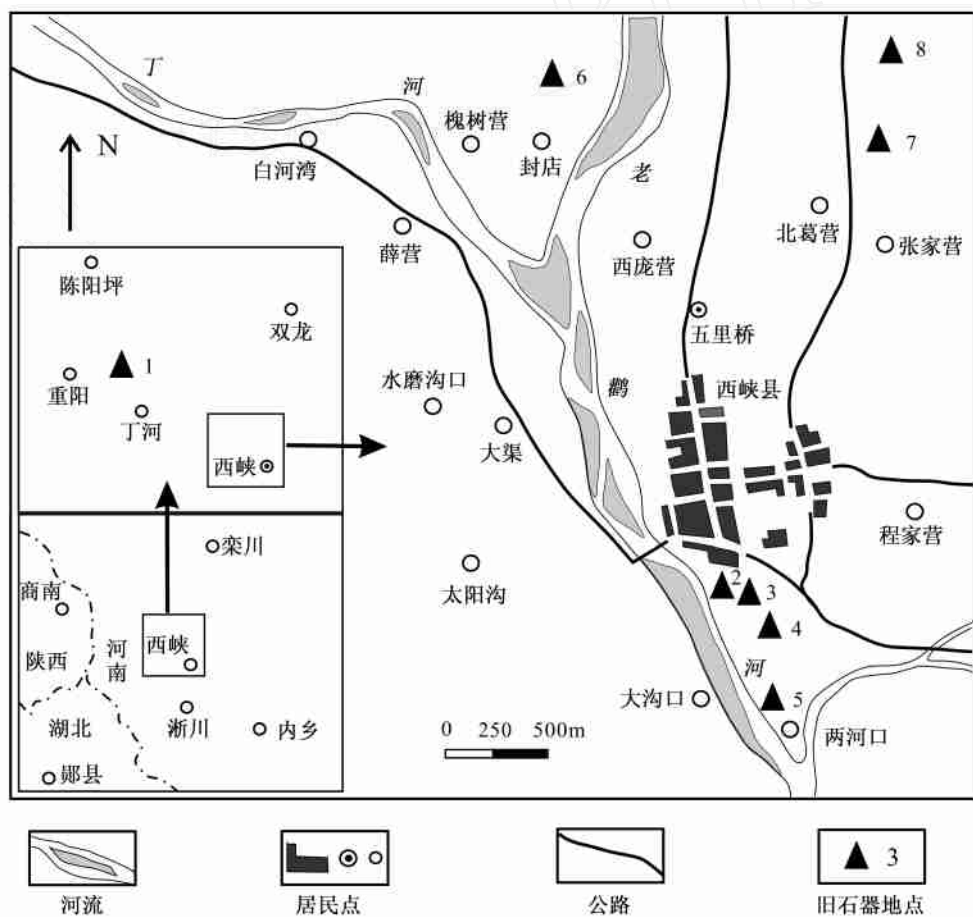 丁
河
6
8
槐树营
N
7
白河湾
封店
老
北葛营
张家营
薛营
西庞营
陈阳坪
双龙
五里桥
1
重阳
水磨沟口
鹳
西峡县
丁河
大渠
西峡
栾川
程家营
商南
太阳沟
2
3
4
西峡
陕西
河南
河
大沟口
5
湖北
淅川
内乡
0 250 500m
两河口
郧县
3
河流
居民点
公路
旧石器地点